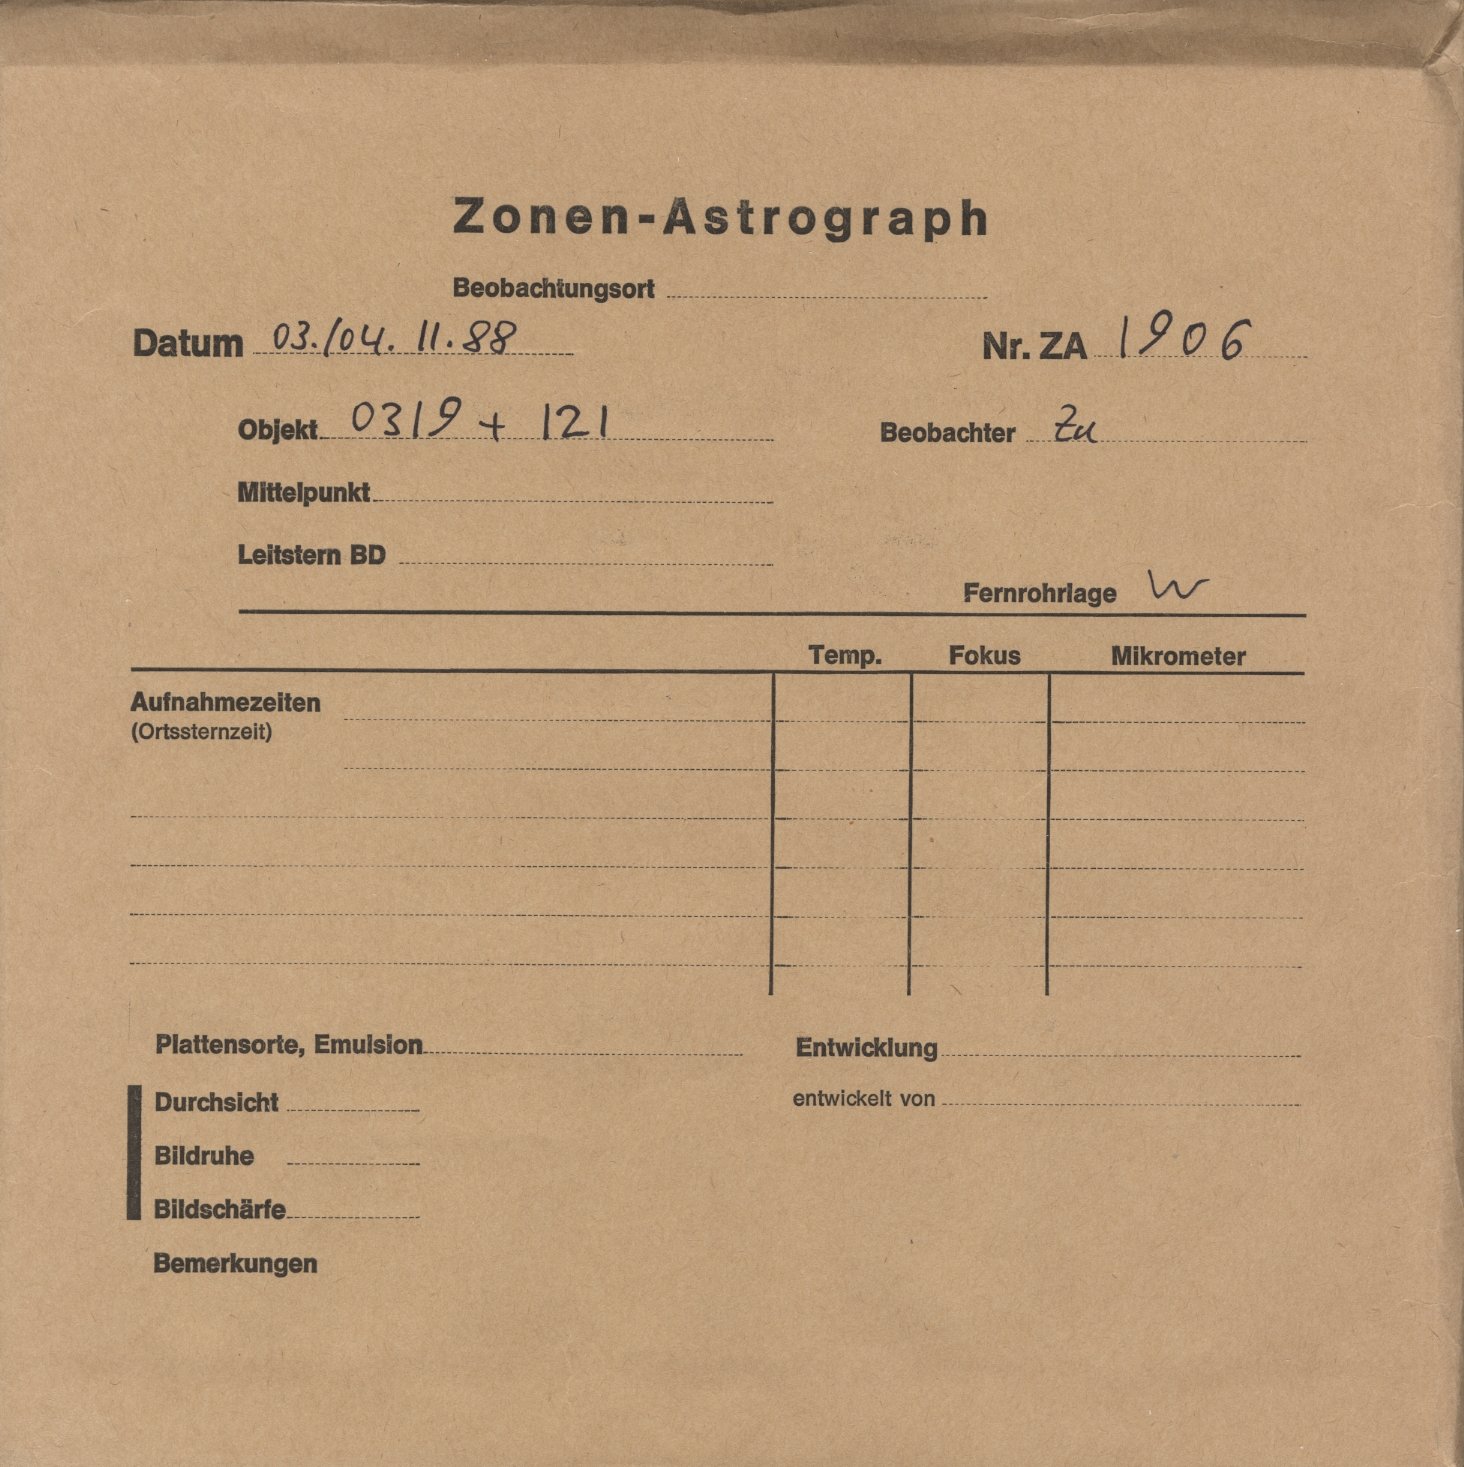 Zonen-Astrograph
Beobachtungsort
Datum 03./04. 11. 88 Nr. ZA 1906
Objekt 0319 + 121 Beobachter Zu
Mittelpunkt
Leitstern BD
Fernrohrlage W
Temp. Fokus Mikrometer
Aufnahmezeiten
(Ortssternzeit)
Plattensorte, Emulsion Entwicklung
Durchsicht entwickelt von
Bildruhe
Bildschärfe
Bemerkungen